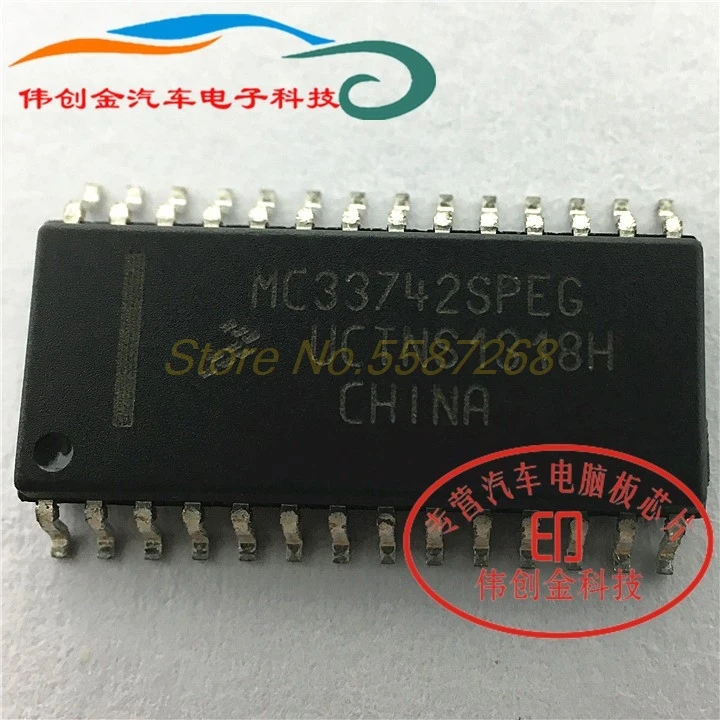 伟创金汽车电子科技
MC33742SPEG
Store No.5587268
CHINA
专营汽车电脑板芯片
伟创金科技